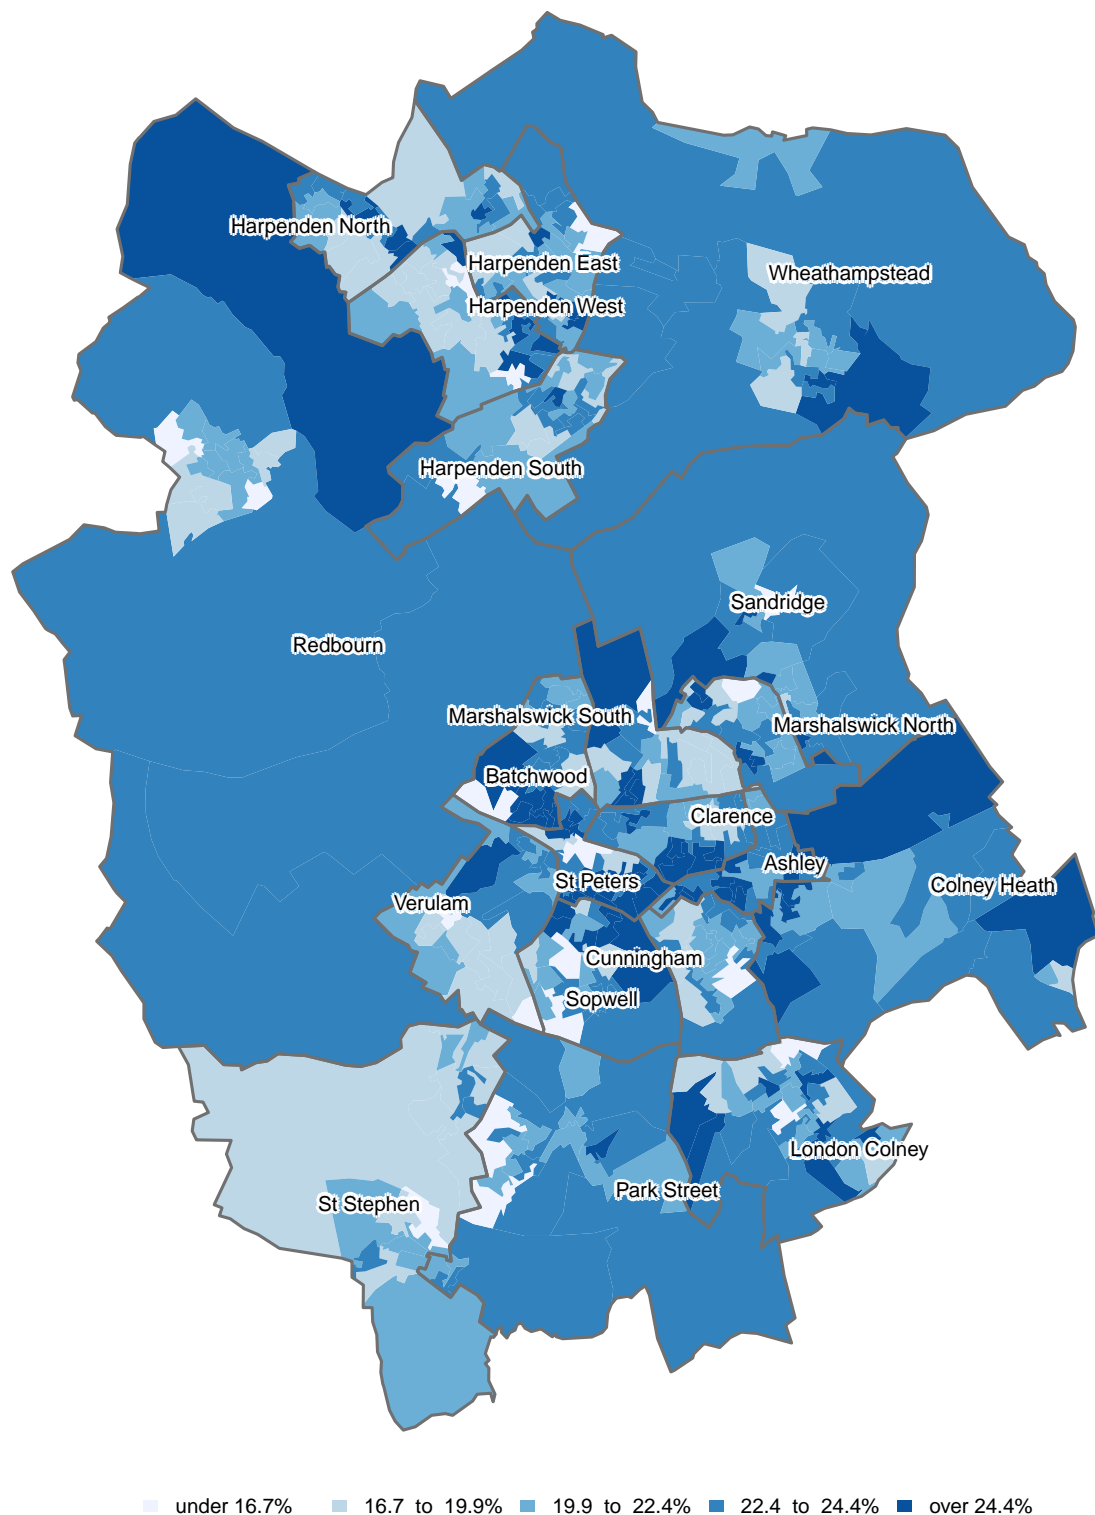 Harpenden North
Harpenden East
Wheathampstead
Harpenden West
Harpenden South
Sandridge
Redbourn
Marshalswick South
Marshalswick North
Batchwood
Clarence
Ashley
St Peters
Colney Heath
Verulam
Cunningham
Sopwell
London Colney
Park Street
St Stephen
under 16.7% 16.7 to 19.9% 19.9 to 22.4% 22.4 to 24.4% over 24.4%